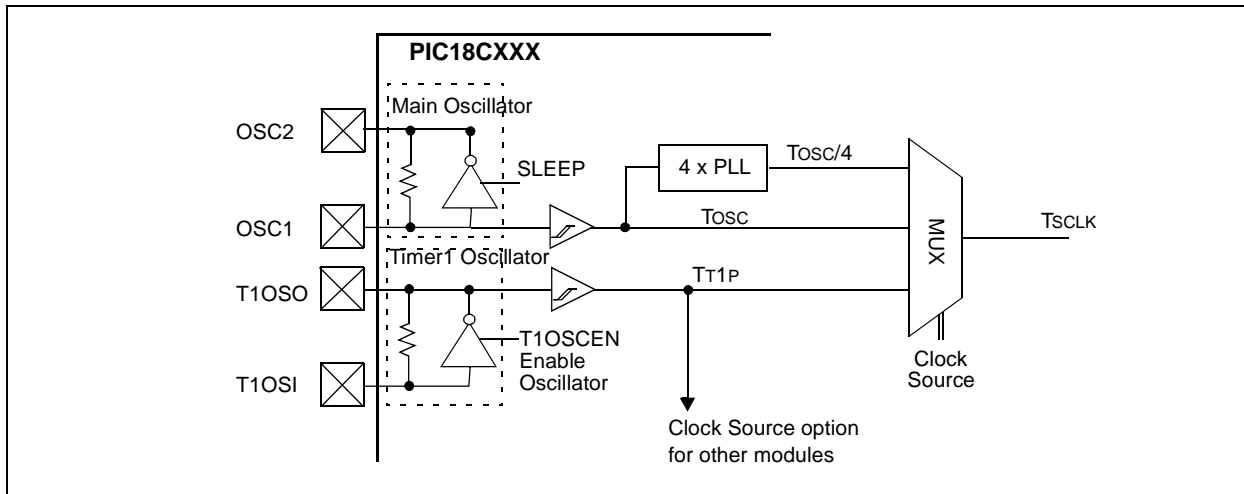 PIC18CXXX
Main Oscillator
OSC2
SLEEP
4 x PLL
TOSC/4
OSC1
TOSC
MUX
TSCLK
Timer1 Oscillator
T1OSO
TT1P
T1OSCEN
Enable
Oscillator
T1OSI
Clock
Source
Clock Source option
for other modules